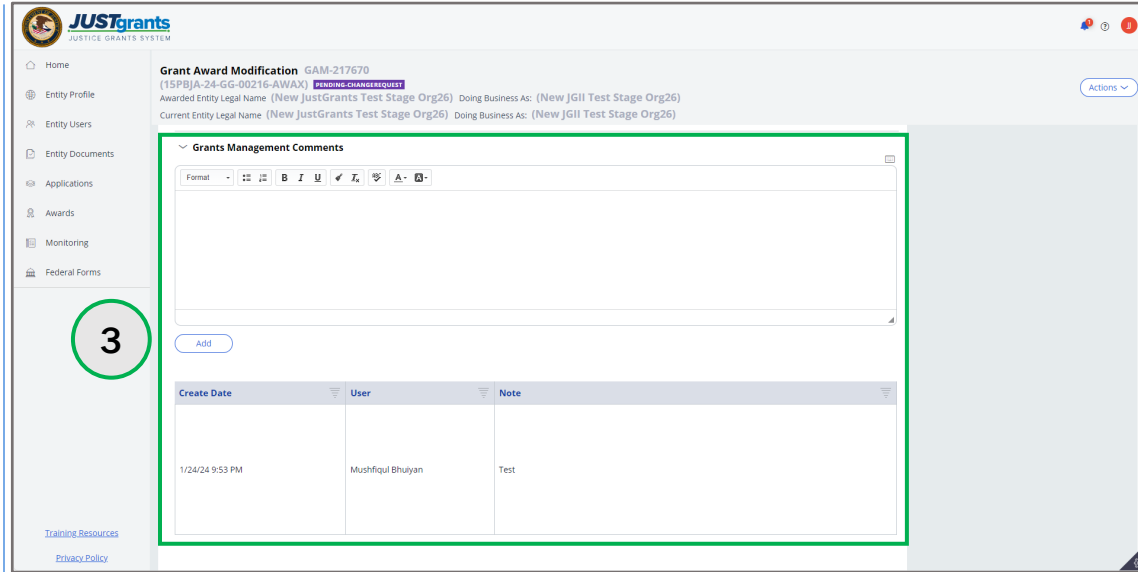 JUSTgrants
JUSTICE GRANTS SYSTEM
1
?
JJ
Home
Entity Profile
Entity Users
Entity Documents
Applications
Awards
Monitoring
Federal Forms
Grant Award Modification GAM-217670
(15PBJA-24-GG-00216-AWAX) PENDING-CHANGEREQUEST
Awarded Entity Legal Name (New JustGrants Test Stage Org26) Doing Business As: (New JGII Test Stage Org26)
Current Entity Legal Name (New JustGrants Test Stage Org26) Doing Business As: (New JGII Test Stage Org26)
Actions
Grants Management Comments
Format B I U Tx ABC A A
Add
3
Create Date User Note
1/24/24 9:53 PM Mushfiqul Bhuiyan Test
Training Resources
Privacy Policy